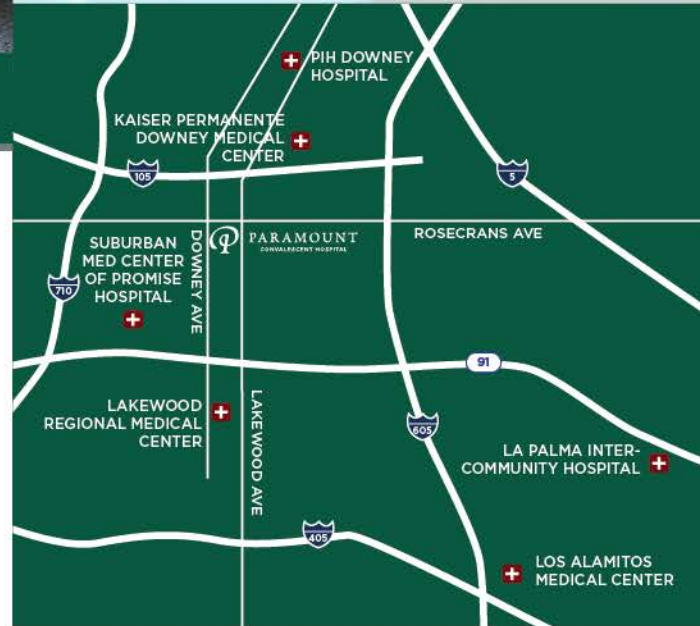 PIH DOWNEY
HOSPITAL
KAISER PERMANENTE
DOWNEY MEDICAL
CENTER
105
5
ROSECRANS AVE
PARAMOUNT
CONVALESCENT HOSPITAL
DOWNEY AVE
SUBURBAN
MED CENTER
OF PROMISE
HOSPITAL
710
91
LAKEWOOD
REGIONAL MEDICAL
CENTER
LAKEWOOD AVE
605
LA PALMA INTER-
COMMUNITY HOSPITAL
405
LOS ALAMITOS
MEDICAL CENTER